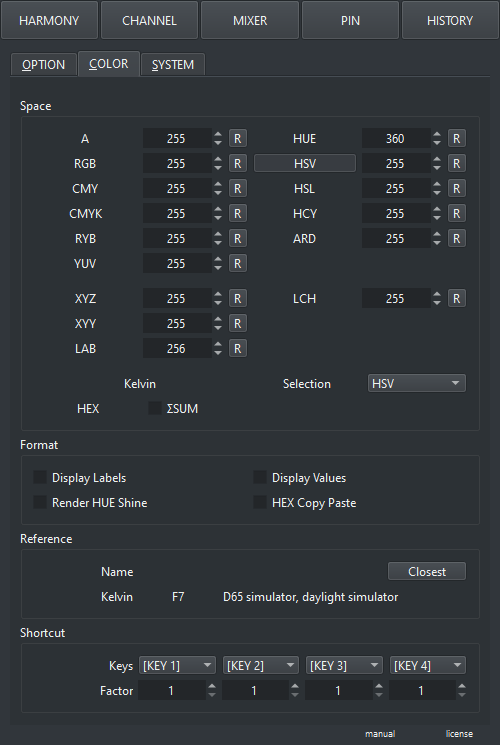 HARMONY CHANNEL MIXER PIN HISTORY
OPTION COLOR SYSTEM
Space
A 255 R HUE 360 R
RGB 255 R HSV 255 R
CMY 255 R HSL 255 R
CMYK 255 R HCY 255 R
RYB 255 R ARD 255 R
YUV 255 R
XYZ 255 R LCH 255 R
XYY 255 R
LAB 256 R
Kelvin Selection HSV
HEX ΣSUM
Format
Display Labels Display Values
Render HUE Shine HEX Copy Paste
Reference
Name Closest
Kelvin F7 D65 simulator, daylight simulator
Shortcut
Keys [KEY 1] [KEY 2] [KEY 3] [KEY 4]
Factor 1 1 1 1
manual license